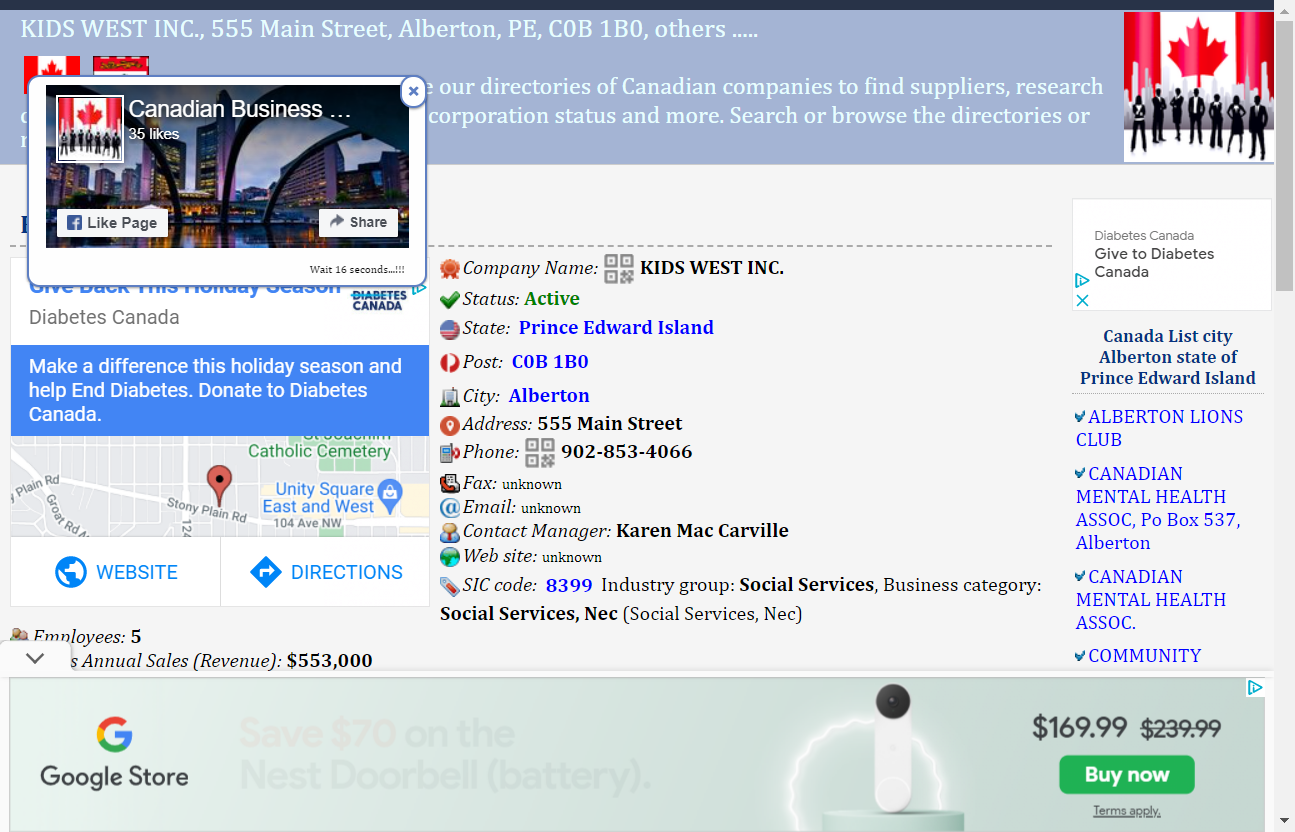 KIDS WEST INC., 555 Main Street, Alberton, PE, C0B 1B0, others .....
e our directories of Canadian companies to find suppliers, research
corporation status and more. Search or browse the directories or
Canadian Business ...
35 likes
Like Page
Share
Wait 16 seconds...!!!
Give Back This Holiday Season
Diabetes Canada
DIABETES
CANADA
Make a difference this holiday season and
help End Diabetes. Donate to Diabetes
Canada.
St Joachim
Catholic Cemetery
Stony Plain Rd
Plain Rd
Groat Rd
Unity Square
East and West
104 Ave NW
WEBSITE
DIRECTIONS
Company Name: KIDS WEST INC.
Status: Active
State: Prince Edward Island
Post: C0B 1B0
City: Alberton
Address: 555 Main Street
Phone: 902-853-4066
Fax: unknown
Email: unknown
Contact Manager: Karen Mac Carville
Web site: unknown
SIC code: 8399 Industry group: Social Services, Business category:
Social Services, Nec (Social Services, Nec)
Employees: 5
s Annual Sales (Revenue): $553,000
Diabetes Canada
Give to Diabetes
Canada
Canada List city
Alberton state of
Prince Edward Island
ALBERTON LIONS
CLUB
CANADIAN
MENTAL HEALTH
ASSOC, Po Box 537,
Alberton
CANADIAN
MENTAL HEALTH
ASSOC.
COMMUNITY
Google Store
Save $70 on the
Nest Doorbell (battery).
$169.99 $239.99
Buy now
Terms apply.